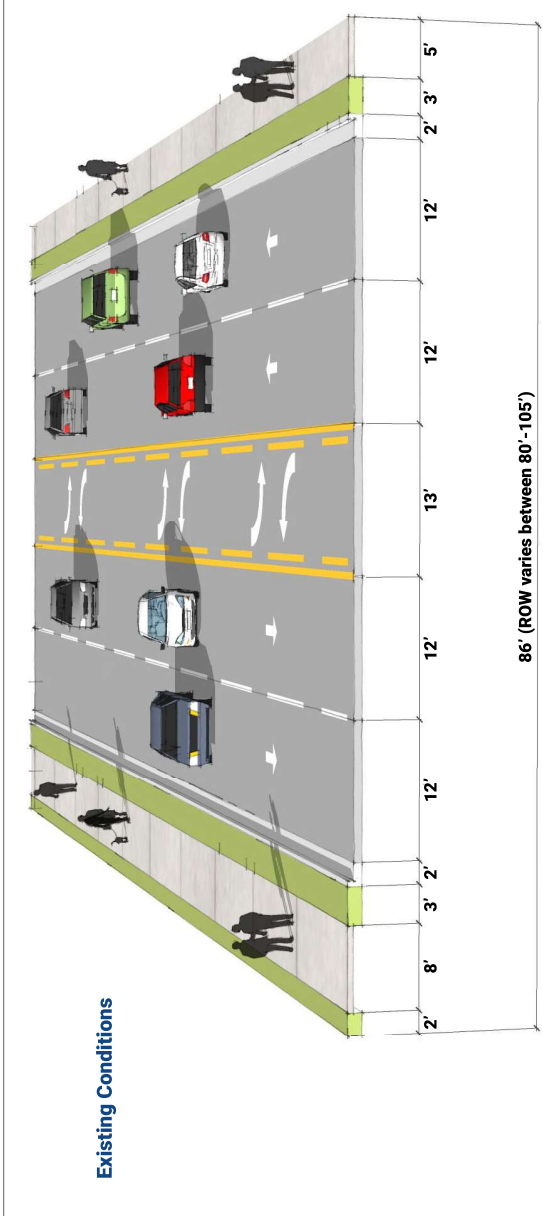 Existing Conditions
2' 8' 3' 2' 12' 12' 13' 12' 12' 2' 3' 5'
86' (ROW varies between 80'-105')